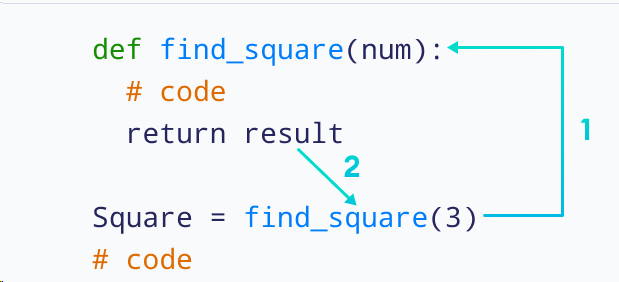 def find_square(num):
# code
return result
1
2
Square = find_square(3)
# code